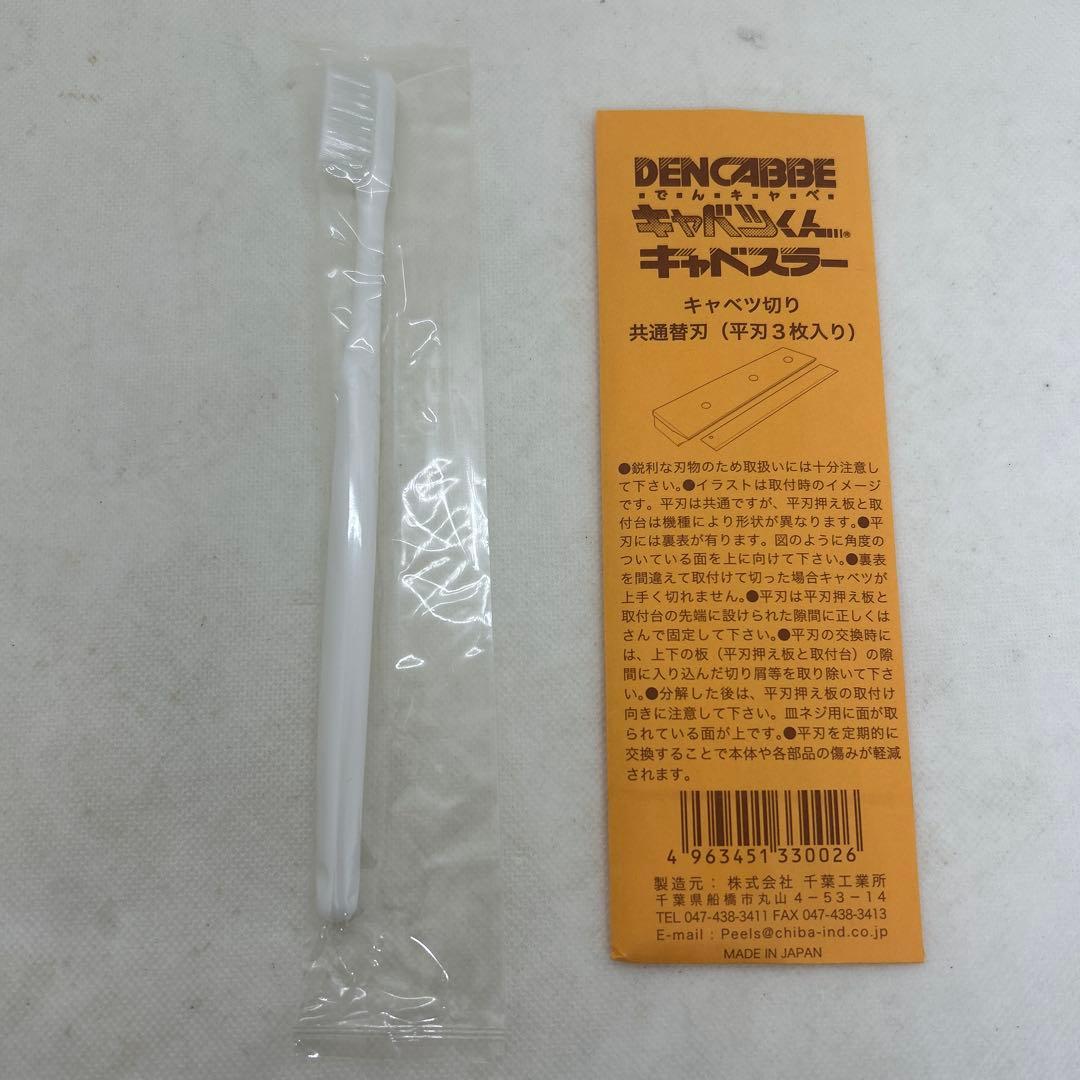 DENCABBE
・で・ん・キ・ャ・ベ・
キャベツくん...®
キャベスラー
キャベツ切り
共通替刃（平刃３枚入り)
●鋭利な刃物のため取扱いには十分注意し
て下さい。●イラストは取付時のイメージ
です。平刃は共通ですが、平刃押え板と取
付台は機種により形状が異なります。●平
刃には裏表が有ります。図のように角度の
ついている面を上に向けて下さい。●裏表
を間違えて取付けて切った場合キャベツが
上手く切れません。●平刃は平刃押え板と
取付台の先端に設けられた隙間に正しくは
さんで固定して下さい。●平刃の交換時に
は、上下の板（平刃押え板と取付台）の隙
間に入り込んだ切り屑等を取り除いて下さ
い。●分解した後は、平刃押え板の取付け
向きに注意して下さい。皿ネジ用に面が取
られている面が上です。●平刃を定期的に
交換することで本体や各部品の傷みが軽減
されます。
4 963451 330026
製造元： 株式会社 千葉工業所
千葉県船橋市丸山４－５３－１４
TEL 047-438-3411 FAX 047-438-3413
E-mail : Peels@chiba-ind.co.jp
MADE IN JAPAN